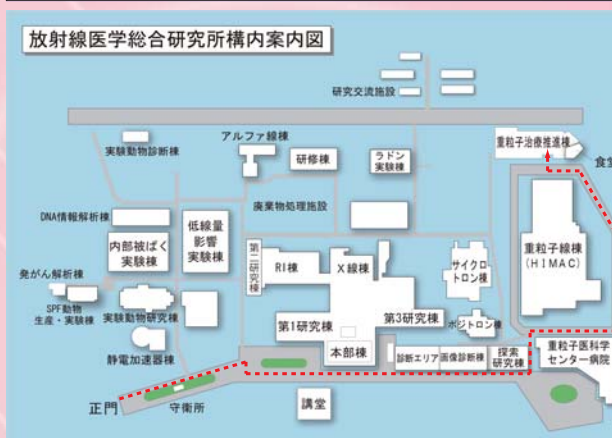 放射線医学総合研究所構内案内図
研究交流施設
実験動物診断棟
アルファ線棟
研修棟
ラドン
実験棟
重粒子治療推進棟
食堂
DNA情報解析棟
内部被ばく
実験棟
低線量
影響
実験棟
廃棄物処理施設
第二研究棟
RI棟
X線棟
サイクロ
トロン棟
重粒子線棟
(HIMAC)
発がん解析棟
SPF動物
生産・実験棟
実験動物研究棟
第1研究棟
第3研究棟
ポジトロン棟
静電加速器棟
本部棟
診断エリア
画像診断棟
探索
研究棟
重粒子医科学
センター病院
正門
守衛所
講堂